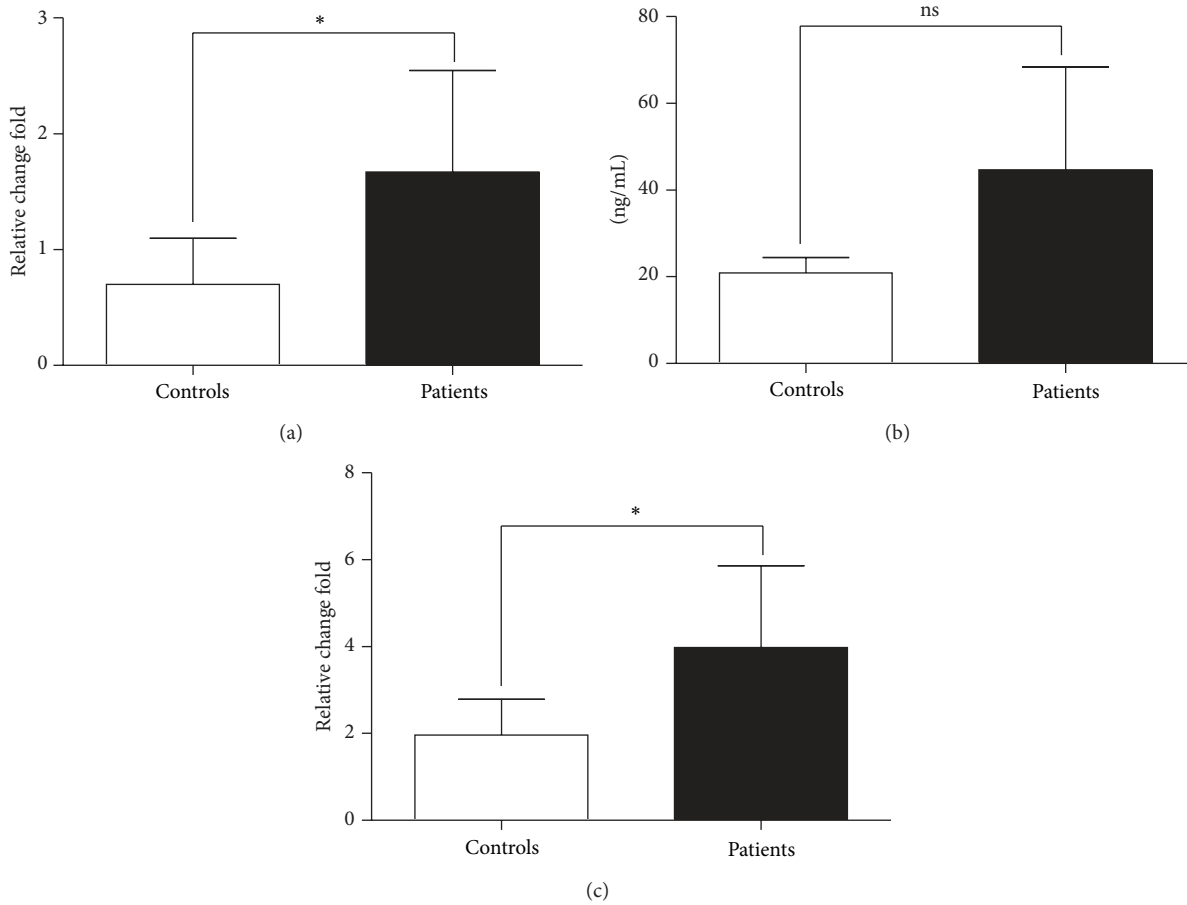 Relative change fold
3
2
1
0
*
Controls
Patients
(a)
(ng/mL)
80
60
40
20
0
ns
Controls
Patients
(b)
Relative change fold
8
6
4
2
0
*
Controls
Patients
(c)